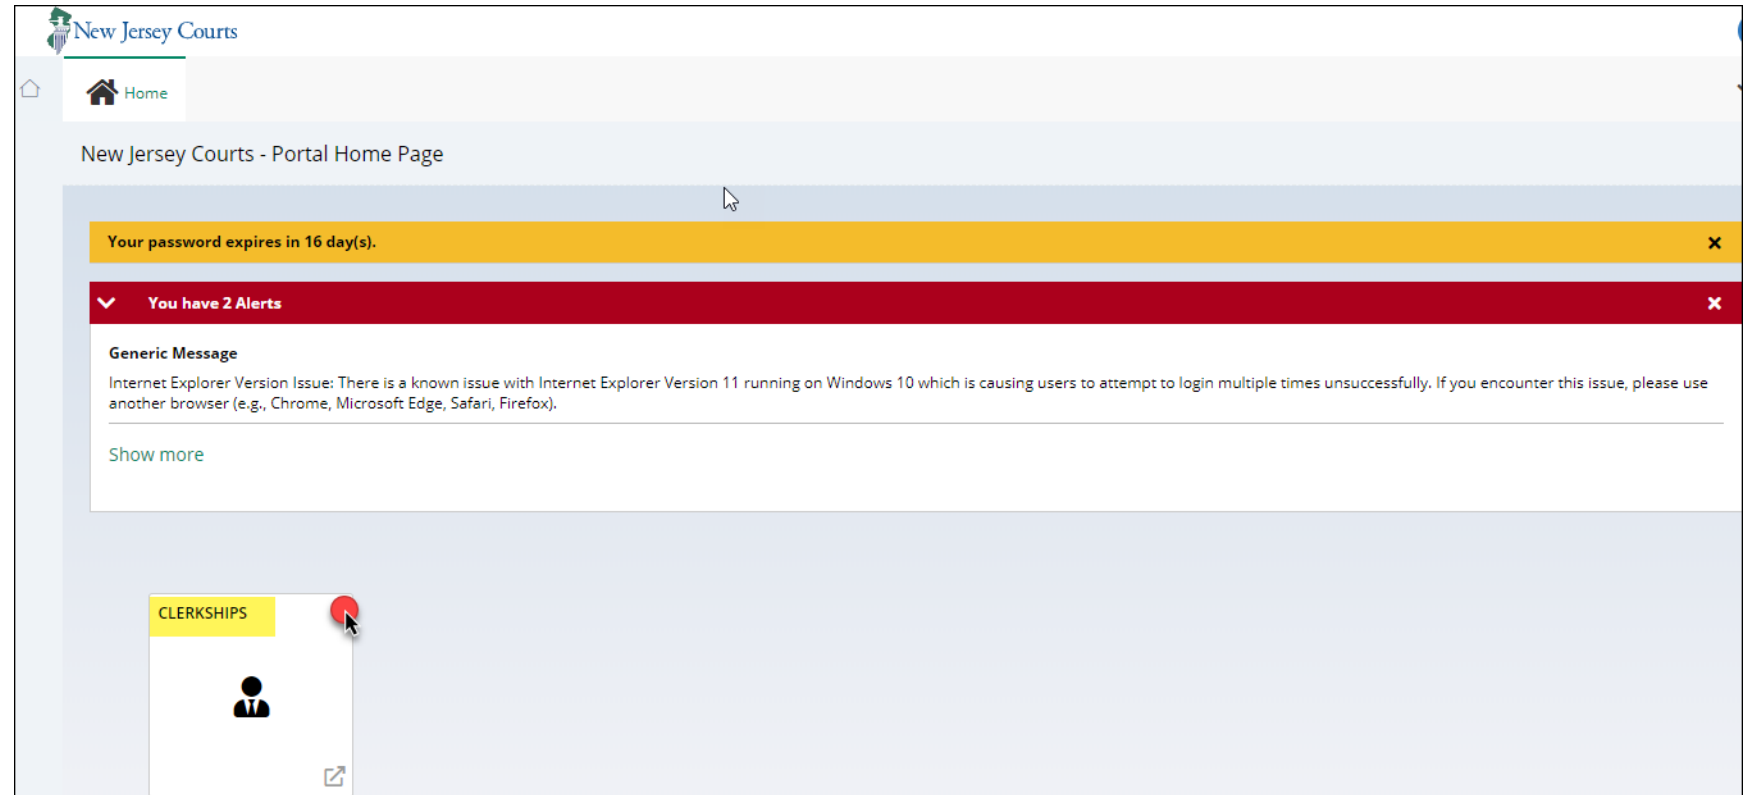 New Jersey Courts
Home
New Jersey Courts - Portal Home Page
Your password expires in 16 day(s).
You have 2 Alerts
Generic Message
Internet Explorer Version Issue: There is a known issue with Internet Explorer Version 11 running on Windows 10 which is causing users to attempt to login multiple times unsuccessfully. If you encounter this issue, please use
another browser (e.g., Chrome, Microsoft Edge, Safari, Firefox).
Show more
CLERKSHIPS